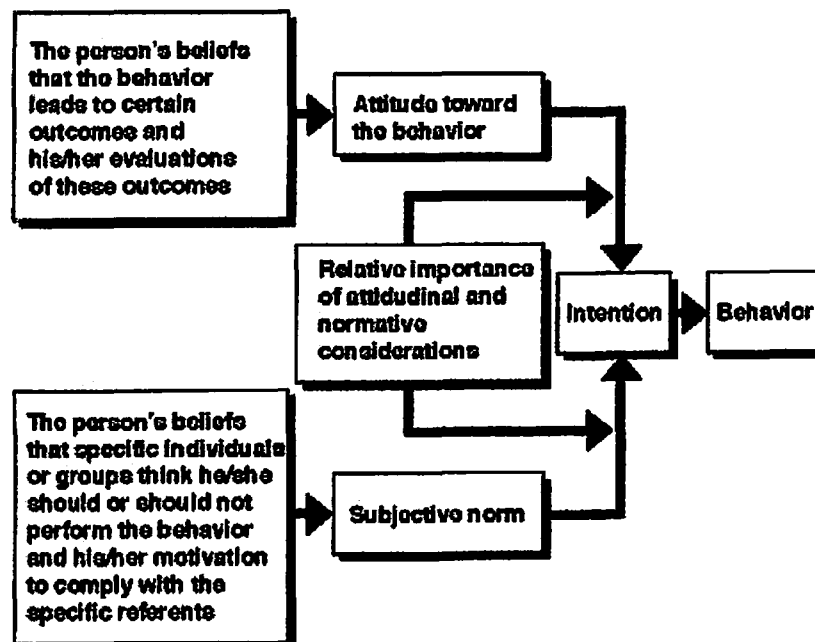 The person's beliefs
that the behavior
leads to certain
outcomes and
his/her evaluations
of these outcomes
Attitude toward
the behavior
Relative importance
of attidudinal and
normative
considerations
Intention
Behavior
The person's beliefs
that specific individuals
or groups think he/she
should or should not
perform the behavior
and his/her motivation
to comply with the
specific referents
Subjective norm